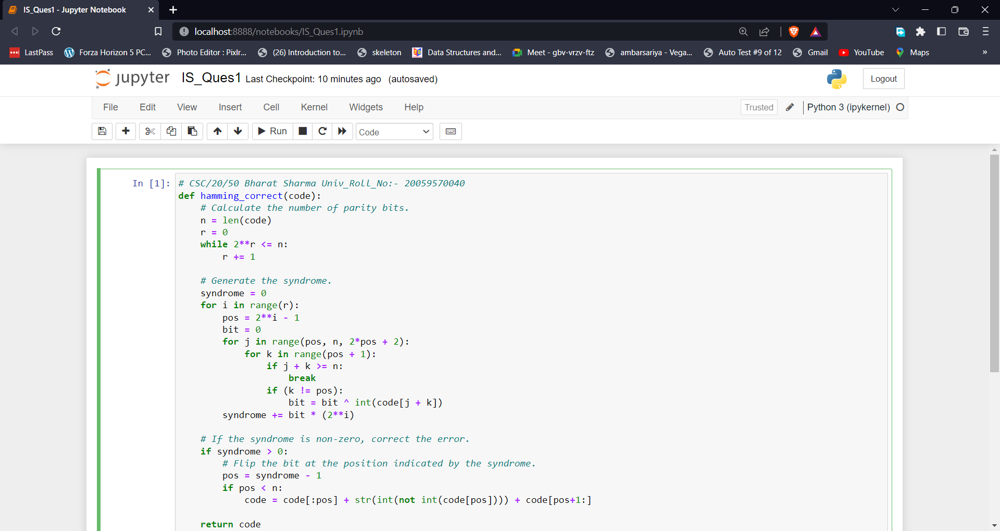 IS_Ques1 - Jupyter Notebook
localhost:8888/notebooks/IS_Ques1.ipynb
LastPass Forza Horizon 5 PC... Photo Editor : Pixlr... (26) Introduction to... skeleton Data Structures and... Meet - gbv-vrzv-ftz ambarsariya - Vega... Auto Test #9 of 12 Gmail YouTube Maps »
jupyter IS_Ques1 Last Checkpoint: 10 minutes ago (autosaved) Logout
File Edit View Insert Cell Kernel Widgets Help Trusted Python 3 (ipykernel)
Run Code
In [1]: # CSC/20/50 Bharat Sharma Univ_Roll_No:- 20059570040
def hamming_correct(code):
    # Calculate the number of parity bits.
    n = len(code)
    r = 0
    while 2**r <= n:
        r += 1
    # Generate the syndrome.
    syndrome = 0
    for i in range(r):
        pos = 2**i - 1
        bit = 0
        for j in range(pos, n, 2*pos + 2):
            for k in range(pos + 1):
                if j + k >= n:
                    break
                if (k != pos):
                    bit = bit ^ int(code[j + k])
        syndrome += bit * (2**i)
    # If the syndrome is non-zero, correct the error.
    if syndrome > 0:
        # Flip the bit at the position indicated by the syndrome.
        pos = syndrome - 1
        if pos < n:
            code = code[:pos] + str(int(not int(code[pos]))) + code[pos+1:]
    return code